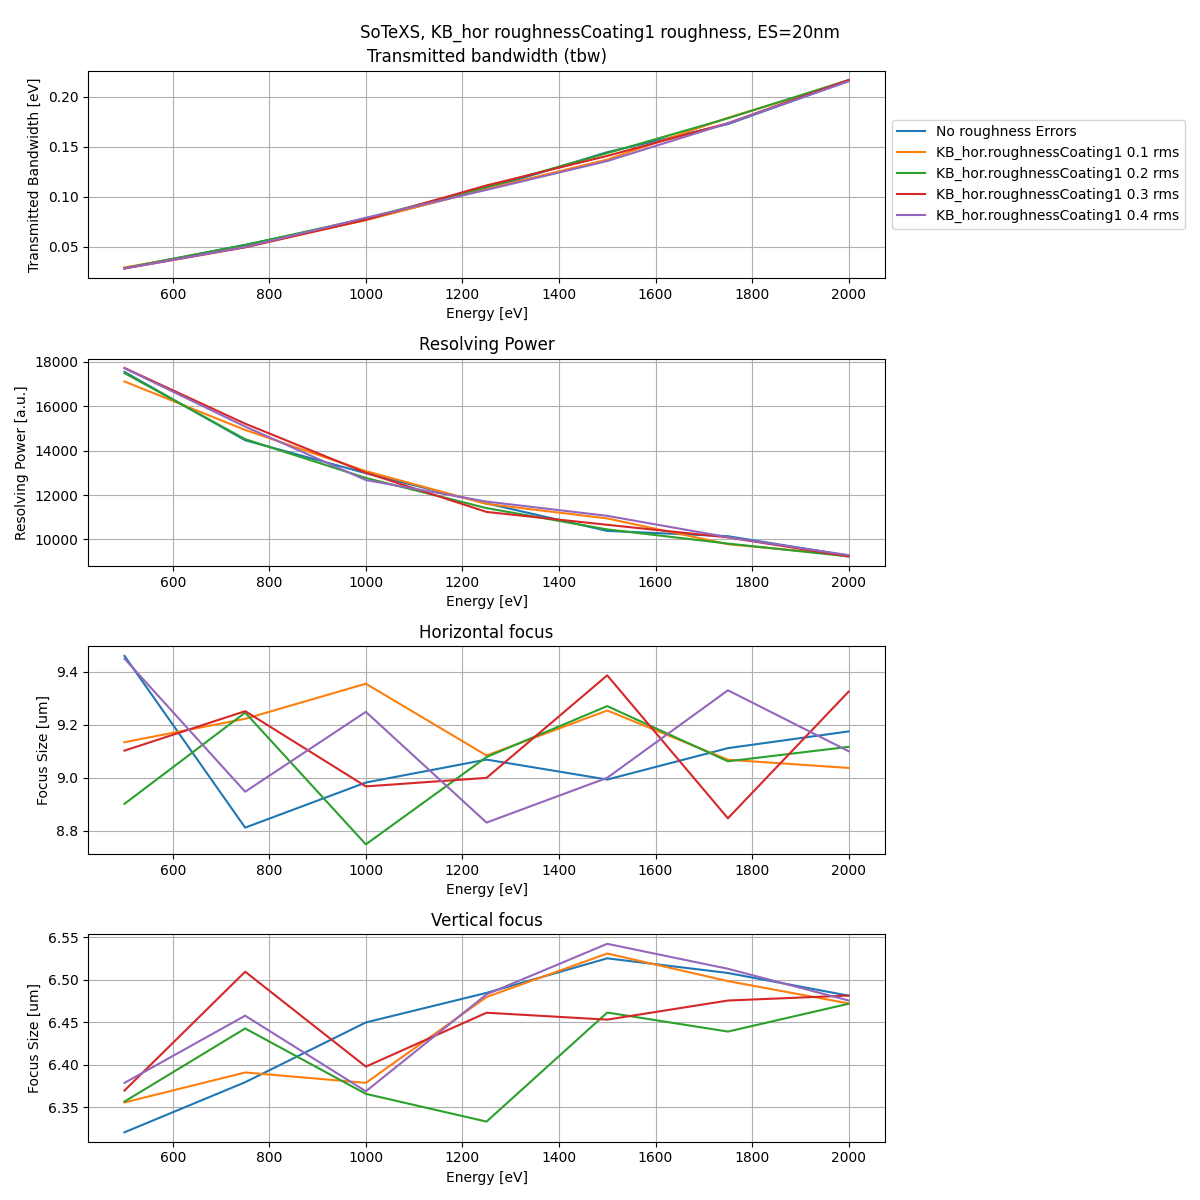 SoTeXS, KB_hor roughnessCoating1 roughness, ES=20nm
Transmitted bandwidth (tbw)
Transmitted Bandwidth [eV]
0.20
0.15
0.10
0.05
600 800 1000 1200 1400 1600 1800 2000
Energy [eV]
No roughness Errors
KB_hor.roughnessCoating1 0.1 rms
KB_hor.roughnessCoating1 0.2 rms
KB_hor.roughnessCoating1 0.3 rms
KB_hor.roughnessCoating1 0.4 rms
Resolving Power
Resolving Power [a.u.]
18000
16000
14000
12000
10000
600 800 1000 1200 1400 1600 1800 2000
Energy [eV]
Horizontal focus
Focus Size [um]
9.4
9.2
9.0
8.8
600 800 1000 1200 1400 1600 1800 2000
Energy [eV]
Vertical focus
Focus Size [um]
6.55
6.50
6.45
6.40
6.35
600 800 1000 1200 1400 1600 1800 2000
Energy [eV]